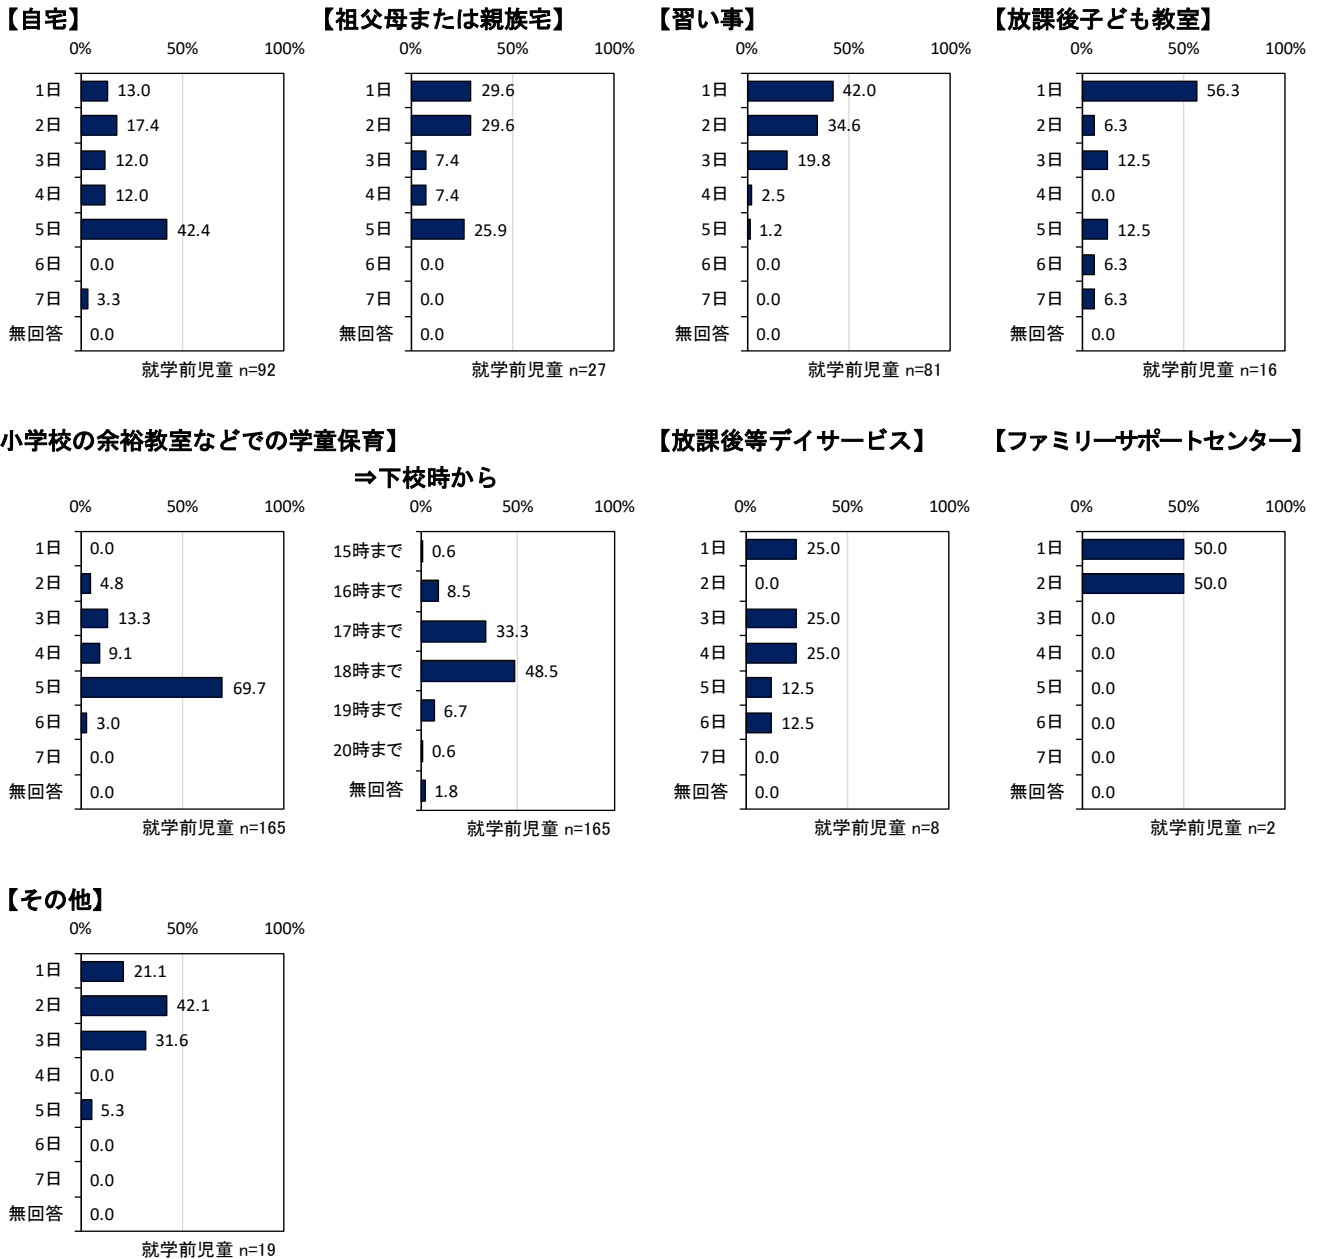 【自宅】
0% 50% 100%
1日 13.0
2日 17.4
3日 12.0
4日 12.0
5日 42.4
6日 0.0
7日 3.3
無回答 0.0
就学前児童 n=92
【祖父母または親族宅】
0% 50% 100%
1日 29.6
2日 29.6
3日 7.4
4日 7.4
5日 25.9
6日 0.0
7日 0.0
無回答 0.0
就学前児童 n=27
【習い事】
0% 50% 100%
1日 42.0
2日 34.6
3日 19.8
4日 2.5
5日 1.2
6日 0.0
7日 0.0
無回答 0.0
就学前児童 n=81
【放課後子ども教室】
0% 50% 100%
1日 56.3
2日 6.3
3日 12.5
4日 0.0
5日 12.5
6日 6.3
7日 6.3
無回答 0.0
就学前児童 n=16
小学校の余裕教室などでの学童保育】
0% 50% 100%
1日 0.0
2日 4.8
3日 13.3
4日 9.1
5日 69.7
6日 3.0
7日 0.0
無回答 0.0
就学前児童 n=165
⇒下校時から
0% 50% 100%
15時まで 0.6
16時まで 8.5
17時まで 33.3
18時まで 48.5
19時まで 6.7
20時まで 0.6
無回答 1.8
就学前児童 n=165
【放課後等デイサービス】
0% 50% 100%
1日 25.0
2日 0.0
3日 25.0
4日 25.0
5日 12.5
6日 12.5
7日 0.0
無回答 0.0
就学前児童 n=8
【ファミリーサポートセンター】
0% 50% 100%
1日 50.0
2日 50.0
3日 0.0
4日 0.0
5日 0.0
6日 0.0
7日 0.0
無回答 0.0
就学前児童 n=2
【その他】
0% 50% 100%
1日 21.1
2日 42.1
3日 31.6
4日 0.0
5日 5.3
6日 0.0
7日 0.0
無回答 0.0
就学前児童 n=19